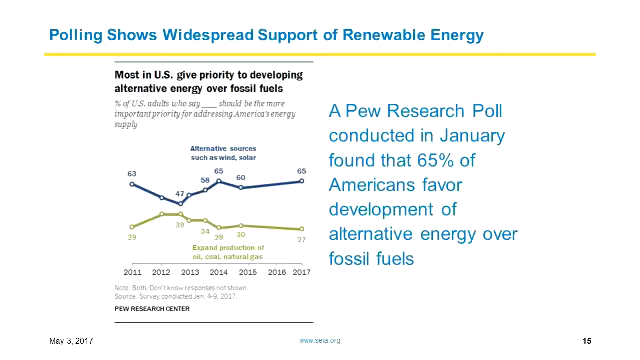 Polling Shows Widespread Support of Renewable Energy
Most in U.S. give priority to developing
alternative energy over fossil fuels
% of U.S. adults who say ___ should be the more
important priority for addressing America's energy
supply
Alternative sources
such as wind, solar
63
47
58
65
60
65
29
39
34
28
30
27
Expand production of
oil, coal, natural gas
2011 2012 2013 2014 2015 2016 2017
Note: Both, Don't know responses not shown.
Source: Survey conducted Jan. 4-9, 2017.
PEW RESEARCH CENTER
A Pew Research Poll
conducted in January
found that 65% of
Americans favor
development of
alternative energy over
fossil fuels
May 3, 2017
www.seia.org
15